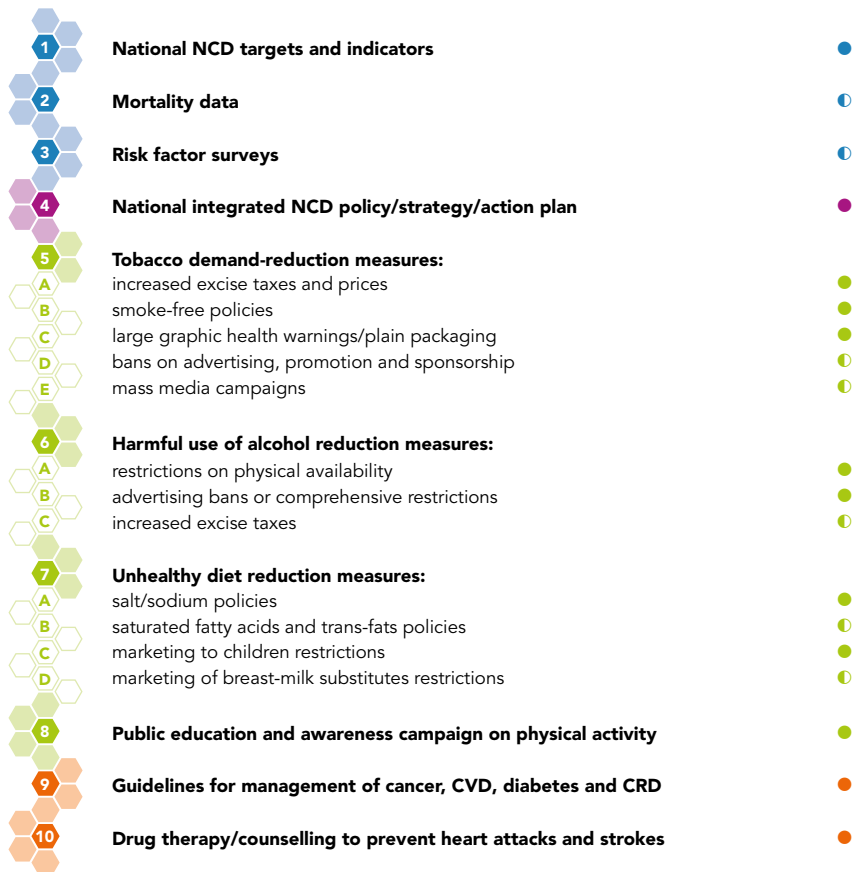 1 National NCD targets and indicators
2 Mortality data
3 Risk factor surveys
4 National integrated NCD policy/strategy/action plan
5 Tobacco demand-reduction measures:
A increased excise taxes and prices
B smoke-free policies
C large graphic health warnings/plain packaging
D bans on advertising, promotion and sponsorship
E mass media campaigns
6 Harmful use of alcohol reduction measures:
A restrictions on physical availability
B advertising bans or comprehensive restrictions
C increased excise taxes
7 Unhealthy diet reduction measures:
A salt/sodium policies
B saturated fatty acids and trans-fats policies
C marketing to children restrictions
D marketing of breast-milk substitutes restrictions
8 Public education and awareness campaign on physical activity
9 Guidelines for management of cancer, CVD, diabetes and CRD
10 Drug therapy/counselling to prevent heart attacks and strokes